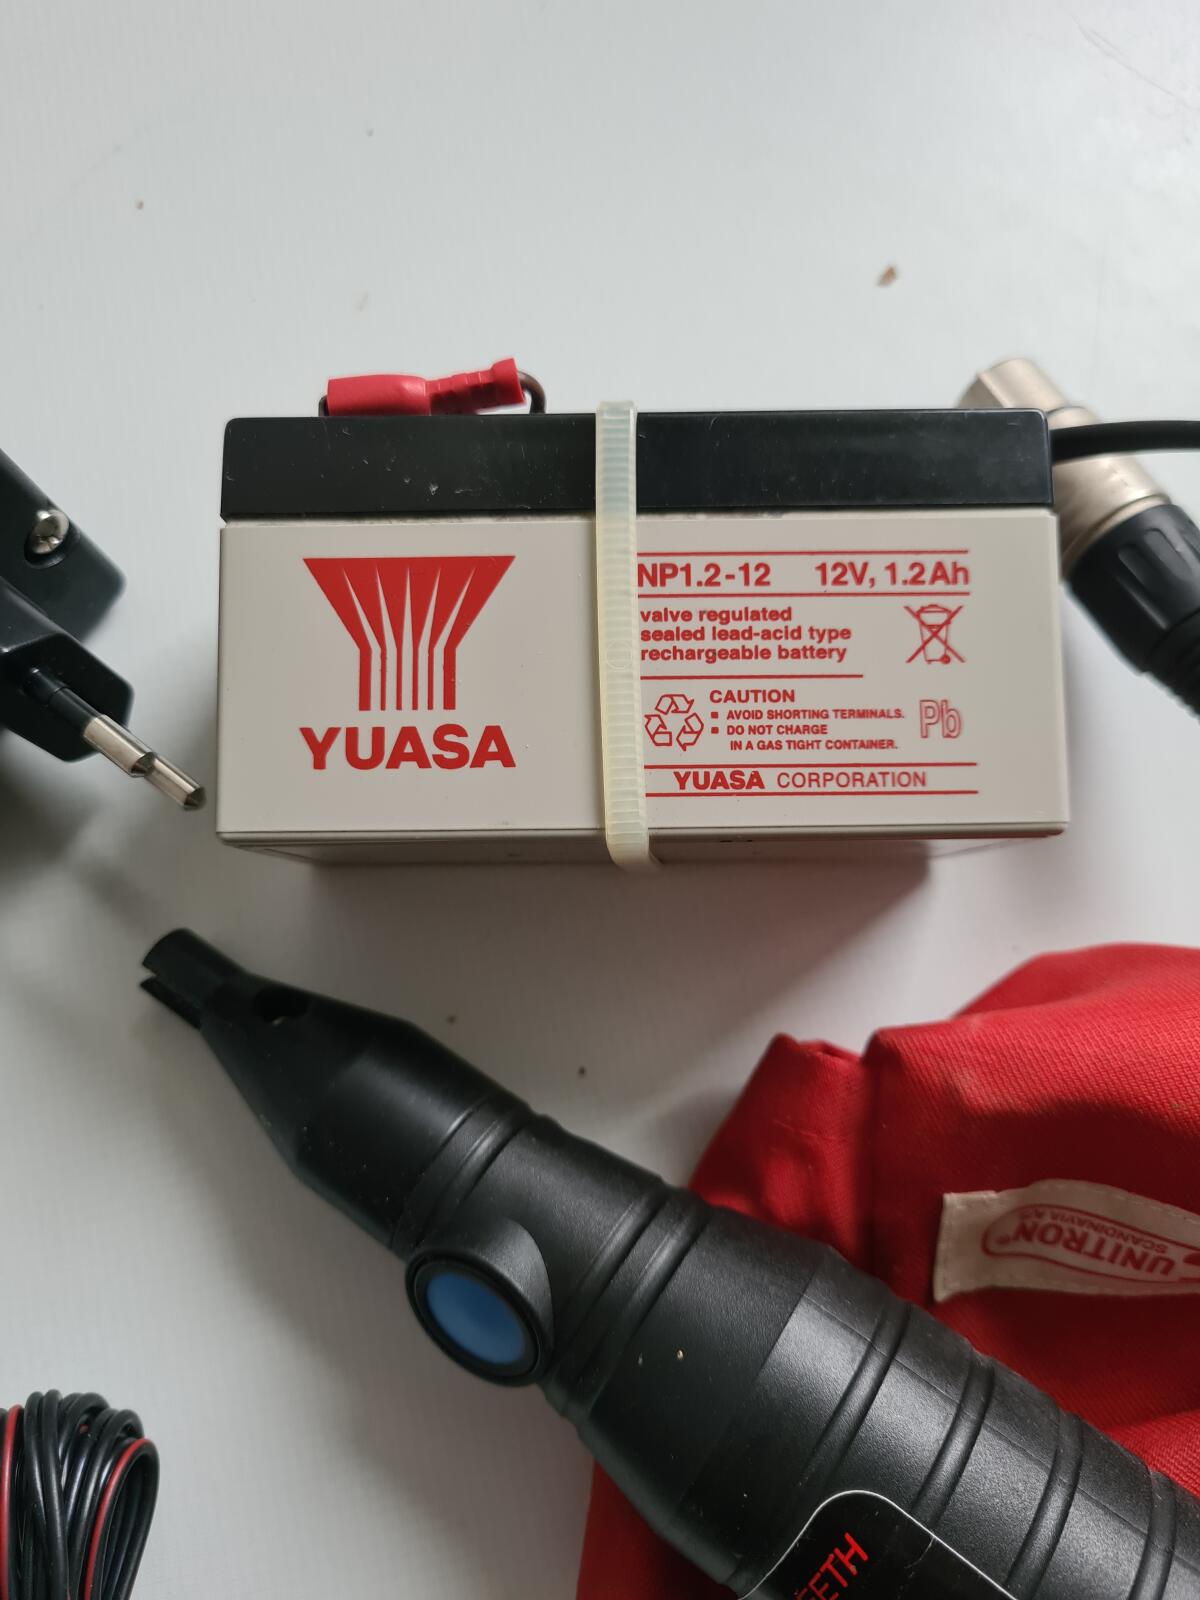 YUASA
NP1.2-12 12V, 1.2Ah
valve regulated
sealed lead-acid type
rechargeable battery
CAUTION
▪ AVOID SHORTING TERMINALS.
▪ DO NOT CHARGE
IN A GAS TIGHT CONTAINER.
Pb
YUASA CORPORATION
UNITRON®
SCANDINAVIA